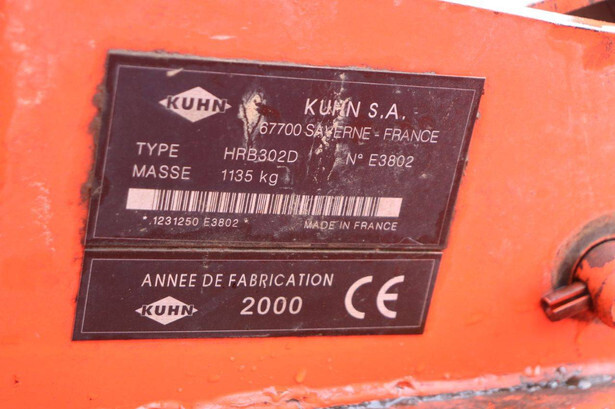 KUHN
KUHN S.A.
67700 SAVERNE - FRANCE
TYPE HRB302D N° E3802
MASSE 1135 kg
*.1231250 E3802 *
MADE IN FRANCE
ANNEE DE FABRICATION
KUHN 2000 CE